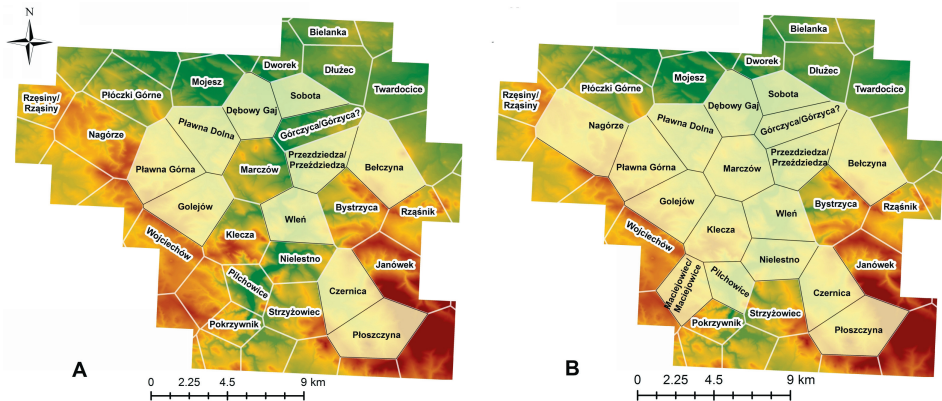 N
Bielanka
Dworek
Dłużec
Mojesz
Twardocice
Rzęsiny/
Rząsiny
Płóczki Górne
Sobota
Dębowy Gaj
Nagórze
Pławna Dolna
Górczyca/Górzyca?
Przezdziedza/
Przeździedza
Pławna Górna
Marczów
Bełczyna
Golejów
Wleń
Bystrzyca
Rząśnik
Wojciechów
Klecza
Nielestno
Janówek
Pilchowice
Czernica
Strzyżowiec
Pokrzywnik
Płoszczyna
A
0 2.25 4.5 9 km
Bielanka
Dworek
Dłużec
Mojesz
Twardocice
Rzęsiny/
Rząsiny
Płóczki Górne
Sobota
Dębowy Gaj
Nagórze
Pławna Dolna
Górczyca/Górzyca?
Przezdziedza/
Przeździedza
Pławna Górna
Marczów
Bełczyna
Golejów
Wleń
Bystrzyca
Rząśnik
Wojciechów
Klecza
Nielestno
Janówek
Maciejowiec/
Maciejowice
Pilchowice
Czernica
Strzyżowiec
Pokrzywnik
Płoszczyna
B
0 2.25 4.5 9 km